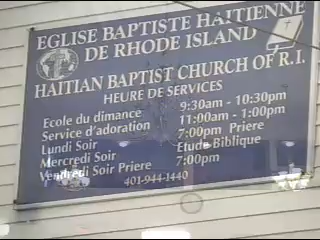 EGLISE BAPTISTE HAITIENNE
DE RHODE ISLAND
HAITIAN BAPTIST CHURCH OF R.I.
HEURE DE SERVICES
Ecole du dimance 9:30am - 10:30pm
Service d'adoration 11:00am - 1:00pm
Lundi Soir 7:00pm Priere
Mecredi Soir Etude Biblique
Vendredi Soir Priere 7:00pm
401-944-1440